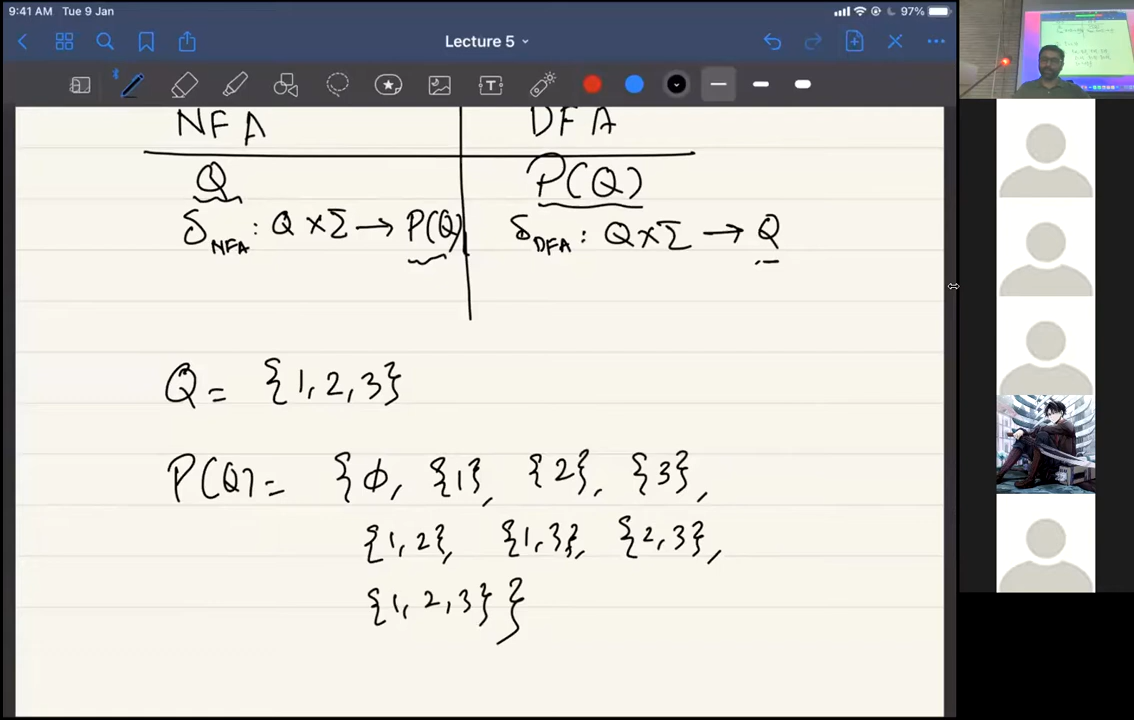 9:41 AM Tue 9 Jan
97%
Lecture 5
NFA DFA
Q P(Q)
δNFA : Q × Σ → P(Q) δDFA : Q × Σ → Q
Q = {1, 2, 3}
P(Q) = {ϕ, {1}, {2}, {3},
{1, 2}, {1, 3}, {2, 3},
{1, 2, 3}}